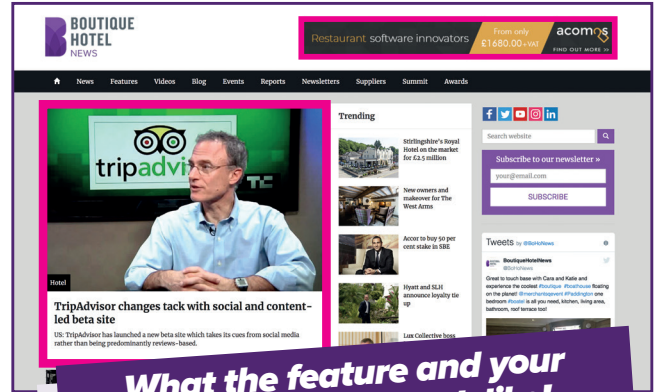 BOUTIQUE
HOTEL
NEWS
Restaurant software innovators
From only
£1680.00+VAT
acomos
FIND OUT MORE >>
News Features Videos Blog Events Reports Newsletters Suppliers Summit Awards
tripadvi
TE
Hotel
TripAdvisor changes tack with social and content-
led beta site
US: TripAdvisor has launched a new beta site which takes its cues from social media
rather than being predominantly reviews-based.
Trending
Stirlingshire's Royal
Hotel on the market
for £2.5 million
New owners and
makeover for The
West Arms
Accor to buy 50 per
cent stake in SBE
Hyatt and SLH
announce loyalty tie
up
Lux Collective boss
Search website
Subscribe to our newsletter »
your@email.com
SUBSCRIBE
Tweets by @BoHoNews
BoutiqueHotelNews
@BoHoNews
Great to touch base with Cara and Katie and
experience the coolest #boutique #boathouse floating
on the planet! @merchantsqevent #Paddington one
bedroom #hostel is all you need, kitchen, living area,
bathroom, roof terrace too!
What the feature and your